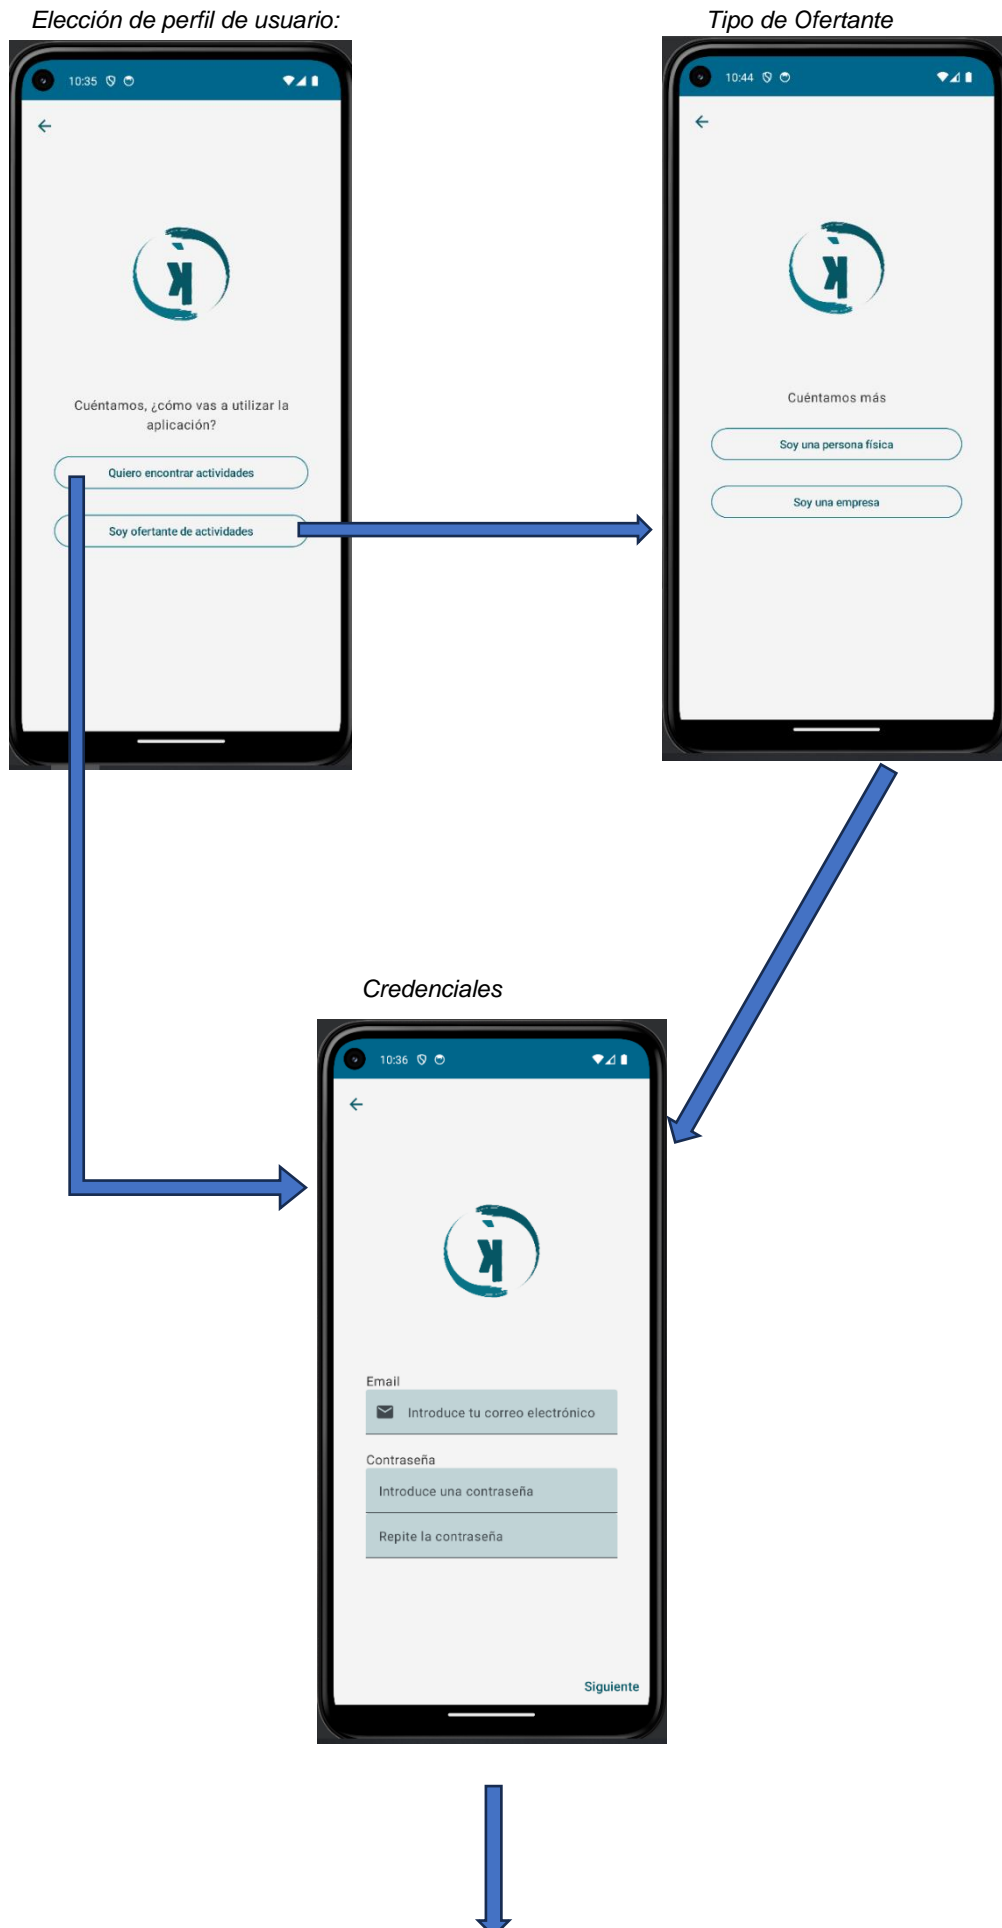 Elección de perfil de usuario:
Tipo de Ofertante
10:35
Cuéntamos, ¿cómo vas a utilizar la
aplicación?
Quiero encontrar actividades
Soy ofertante de actividades
10:44
Cuéntamos más
Soy una persona física
Soy una empresa
Credenciales
10:36
Email
Introduce tu correo electrónico
Contraseña
Introduce una contraseña
Repite la contraseña
Siguiente